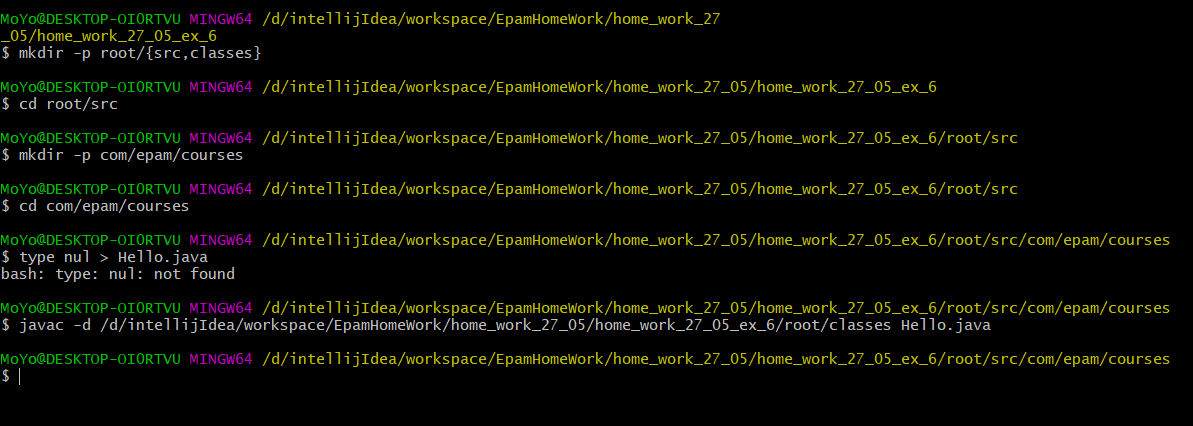 MoYo@DESKTOP-OI0RTVU MINGW64 /d/intellijIdea/workspace/EpamHomeWork/home_work_27
_05/home_work_27_05_ex_6
$ mkdir -p root/{src,classes}
MoYo@DESKTOP-OI0RTVU MINGW64 /d/intellijIdea/workspace/EpamHomeWork/home_work_27_05/home_work_27_05_ex_6
$ cd root/src
MoYo@DESKTOP-OI0RTVU MINGW64 /d/intellijIdea/workspace/EpamHomeWork/home_work_27_05/home_work_27_05_ex_6/root/src
$ mkdir -p com/epam/courses
MoYo@DESKTOP-OI0RTVU MINGW64 /d/intellijIdea/workspace/EpamHomeWork/home_work_27_05/home_work_27_05_ex_6/root/src
$ cd com/epam/courses
MoYo@DESKTOP-OI0RTVU MINGW64 /d/intellijIdea/workspace/EpamHomeWork/home_work_27_05/home_work_27_05_ex_6/root/src/com/epam/courses
$ type nul > Hello.java
bash: type: nul: not found
MoYo@DESKTOP-OI0RTVU MINGW64 /d/intellijIdea/workspace/EpamHomeWork/home_work_27_05/home_work_27_05_ex_6/root/src/com/epam/courses
$ javac -d /d/intellijIdea/workspace/EpamHomeWork/home_work_27_05/home_work_27_05_ex_6/root/classes Hello.java
MoYo@DESKTOP-OI0RTVU MINGW64 /d/intellijIdea/workspace/EpamHomeWork/home_work_27_05/home_work_27_05_ex_6/root/src/com/epam/courses
$